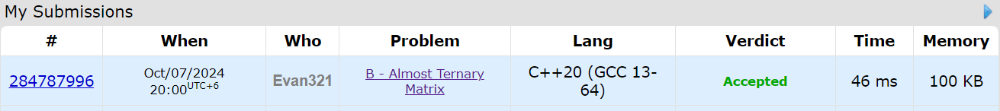 My Submissions
# When Who Problem Lang Verdict Time Memory
284787996 Oct/07/2024 20:00UTC+6 Evan321 B - Almost Ternary Matrix C++20 (GCC 13-64) Accepted 46 ms 100 KB